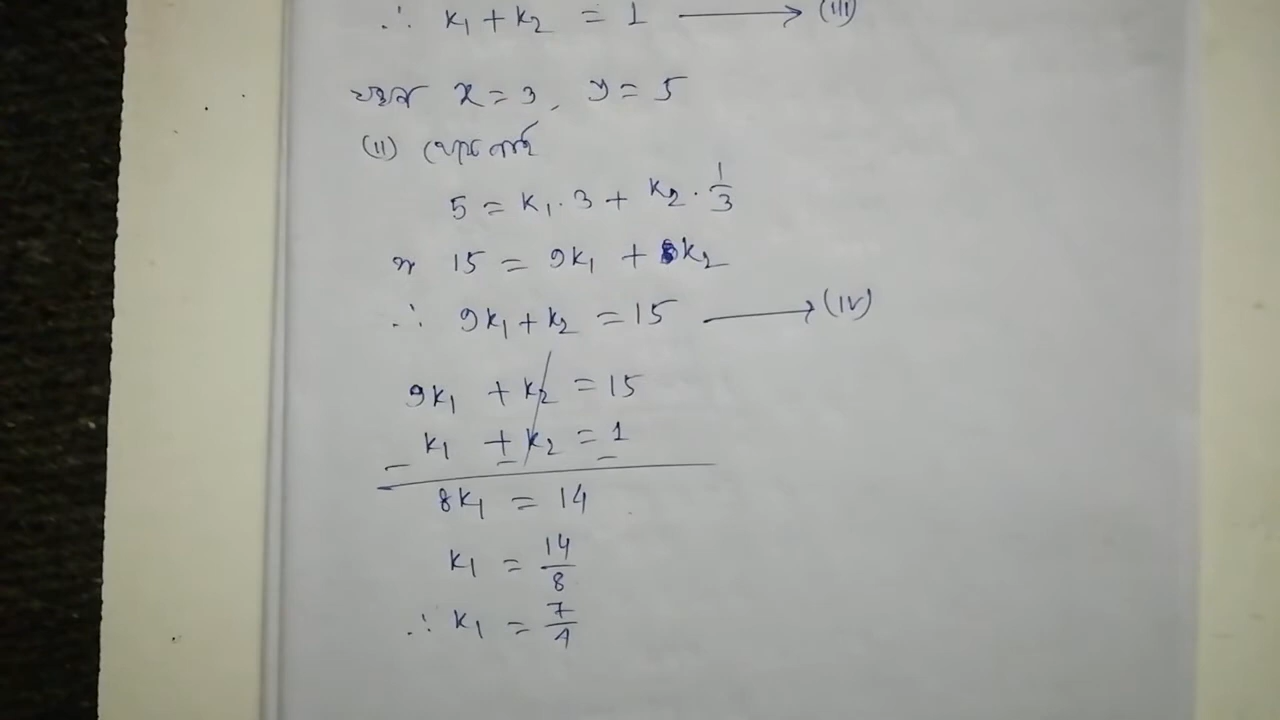 ∴ k₁ + k₂ = 1 ⟶ (III)
যখন x = 3, y = 5
(II) থেকে পাই
5 = k₁ · 3 + k₂ · 1/3
বা 15 = 9k₁ + k₂
∴ 9k₁ + k₂ = 15 ⟶ (IV)
9k₁ + k₂ = 15
k₁ + k₂ = 1
8k₁ = 14
k₁ = 14/8
∴ k₁ = 7/4